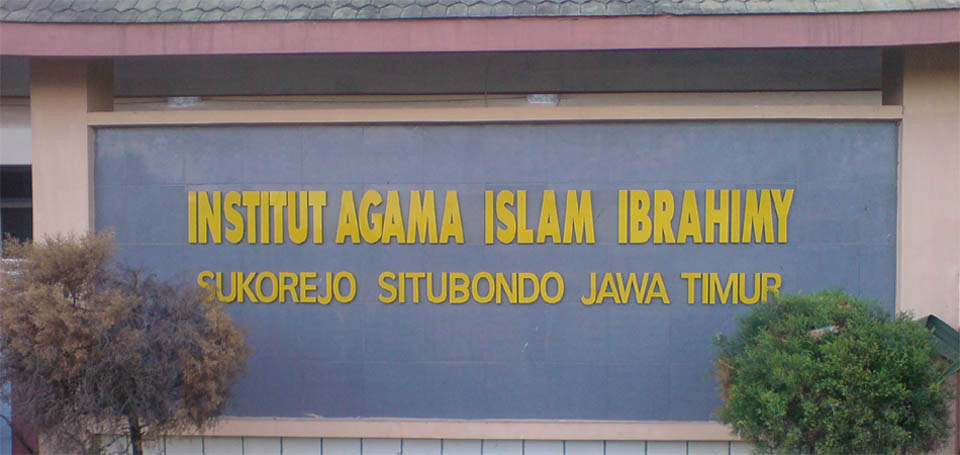 INSTITUT AGAMA ISLAM IBRAHIMY
SUKOREJO SITUBONDO JAWA TIMUR